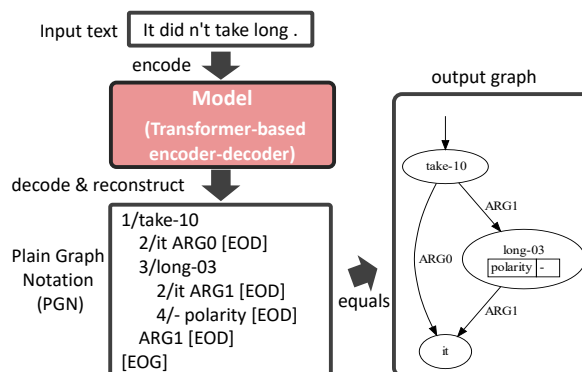 Input text
It did n't take long .
encode
Model
(Transformer-based
encoder-decoder)
decode & reconstruct
Plain Graph
Notation
(PGN)
1/take-10
2/it ARG0 [EOD]
3/long-03
2/it ARG1 [EOD]
4/- polarity [EOD]
ARG1 [EOD]
[EOG]
equals
output graph
take-10
ARG1
ARG0
long-03
polarity -
ARG1
it